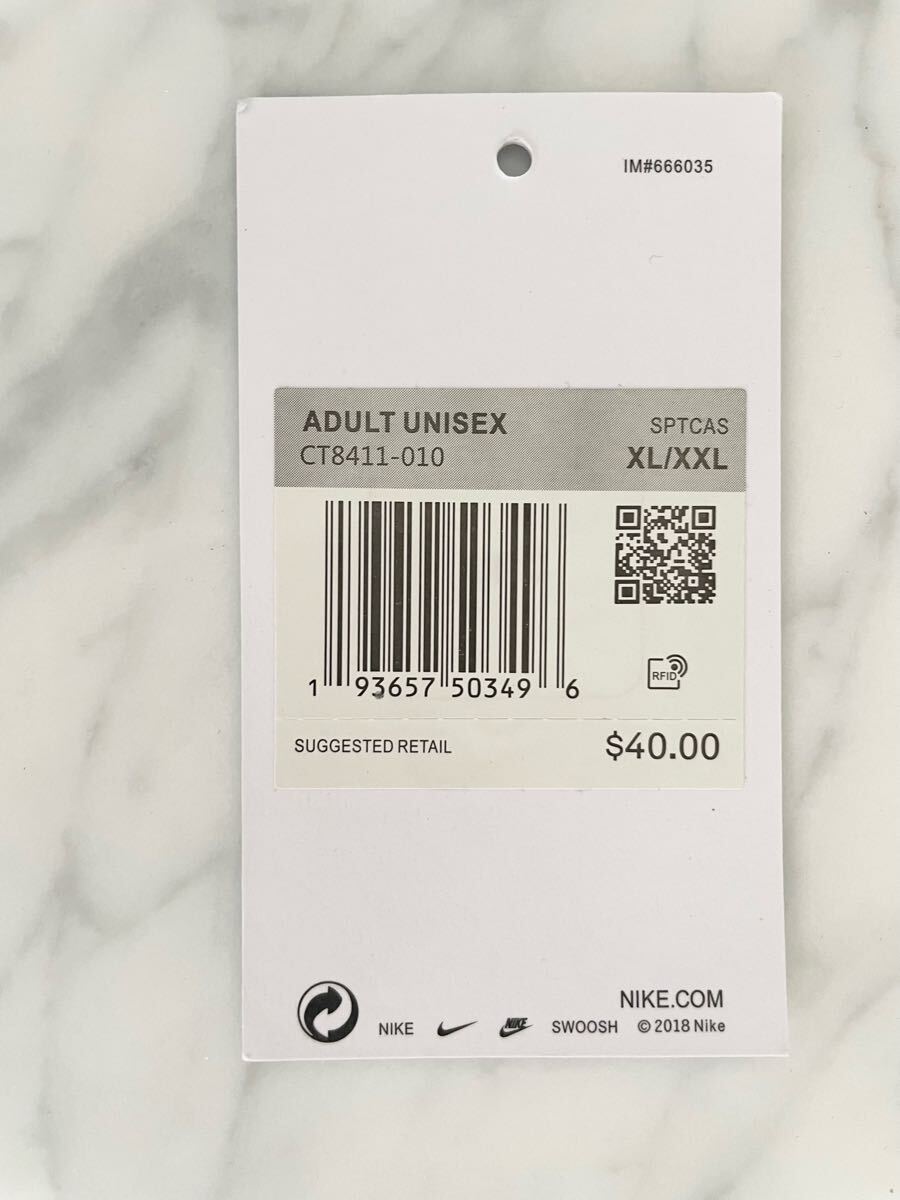 IM#666035
ADULT UNISEX SPTCAS
CT8411-010 XL/XXL
1 93657 50349 6
RFID
SUGGESTED RETAIL $40.00
NIKE.COM
NIKE NIKE SWOOSH © 2018 Nike